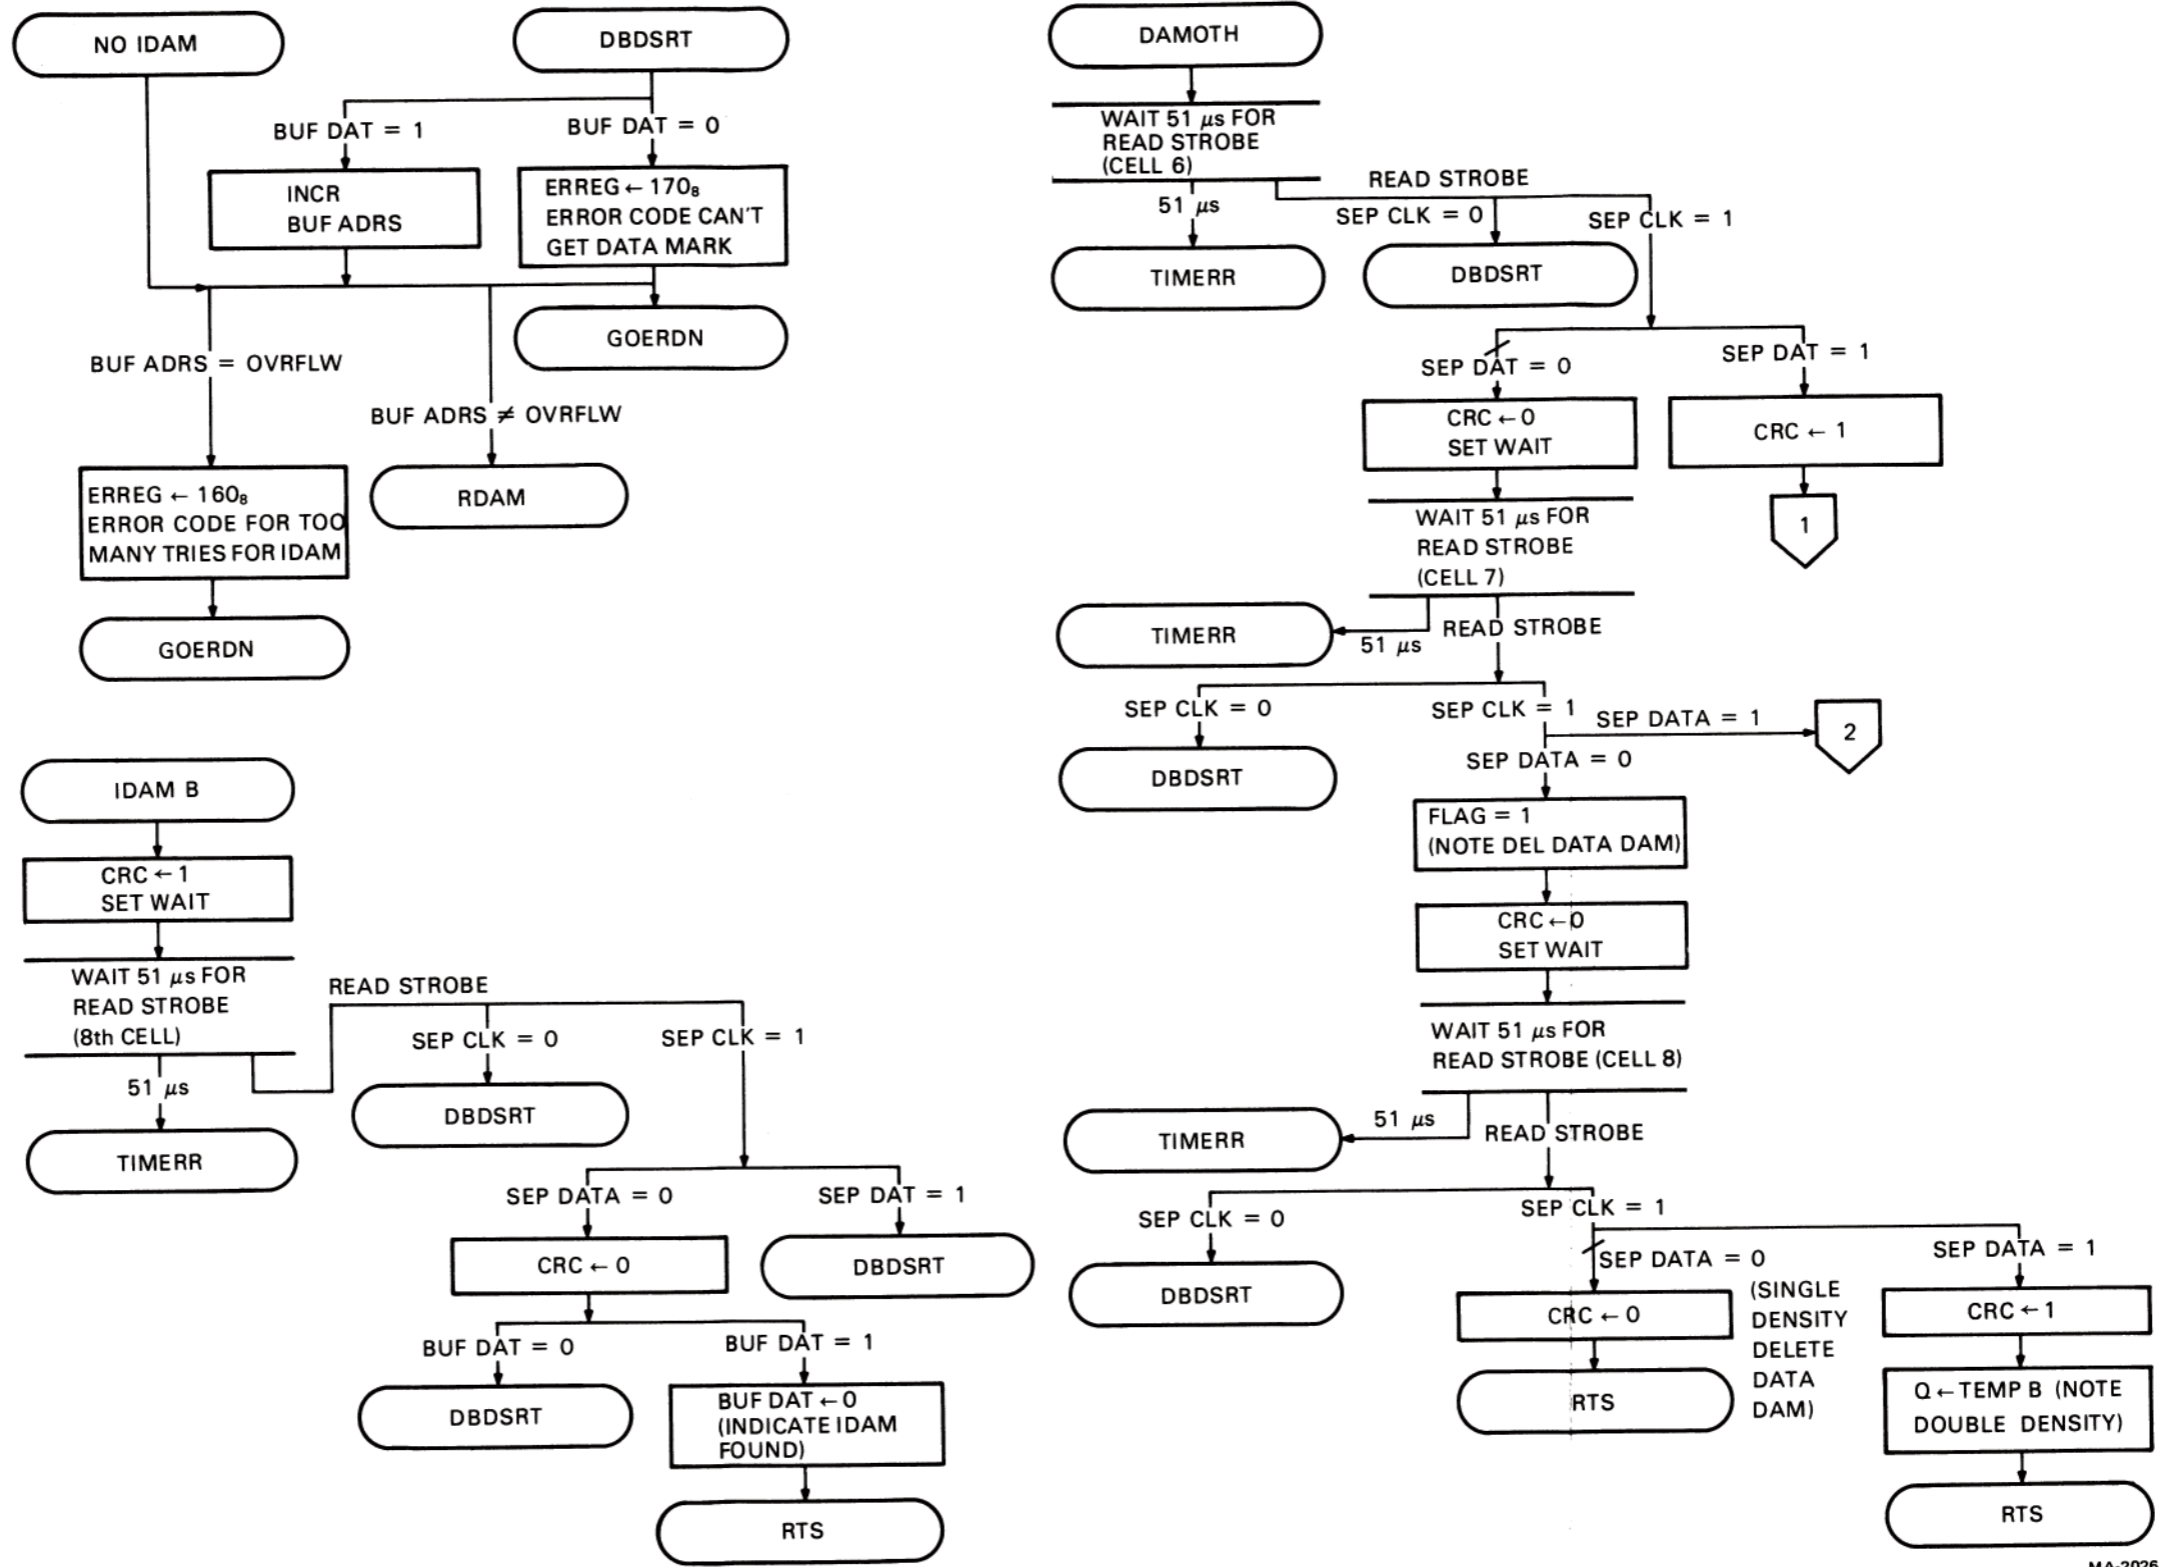 NO IDAM
DBDSRT
BUF DAT = 1
BUF DAT = 0
INCR
BUF ADRS
ERREG ← 170₈
ERROR CODE CAN'T
GET DATA MARK
GOERDN
BUF ADRS = OVRFLW
BUF ADRS ≠ OVRFLW
ERREG ← 160₈
ERROR CODE FOR TOO
MANY TRIES FOR IDAM
RDAM
GOERDN
IDAM B
CRC ← 1
SET WAIT
WAIT 51 μs FOR
READ STROBE
(8th CELL)
51 μs
TIMERR
READ STROBE
SEP CLK = 0
SEP CLK = 1
DBDSRT
SEP DATA = 0
SEP DAT = 1
CRC ← 0
DBDSRT
BUF DAT = 0
BUF DAT = 1
DBDSRT
BUF DAT ← 0
(INDICATE IDAM
FOUND)
RTS
DAMOTH
WAIT 51 μs FOR
READ STROBE
(CELL 6)
51 μs
TIMERR
READ STROBE
SEP CLK = 0
SEP CLK = 1
DBDSRT
SEP DAT = 0
SEP DAT = 1
CRC ← 0
SET WAIT
CRC ← 1
1
WAIT 51 μs FOR
READ STROBE
(CELL 7)
TIMERR
51 μs
READ STROBE
SEP CLK = 0
SEP CLK = 1
SEP DATA = 1
2
DBDSRT
SEP DATA = 0
FLAG = 1
(NOTE DEL DATA DAM)
CRC ← 0
SET WAIT
WAIT 51 μs FOR
READ STROBE (CELL 8)
TIMERR
51 μs
READ STROBE
SEP CLK = 0
SEP CLK = 1
DBDSRT
SEP DATA = 0
SEP DATA = 1
(SINGLE
DENSITY
DELETE
DATA
DAM)
CRC ← 0
RTS
CRC ← 1
Q ← TEMP B (NOTE
DOUBLE DENSITY)
RTS
MA-2026